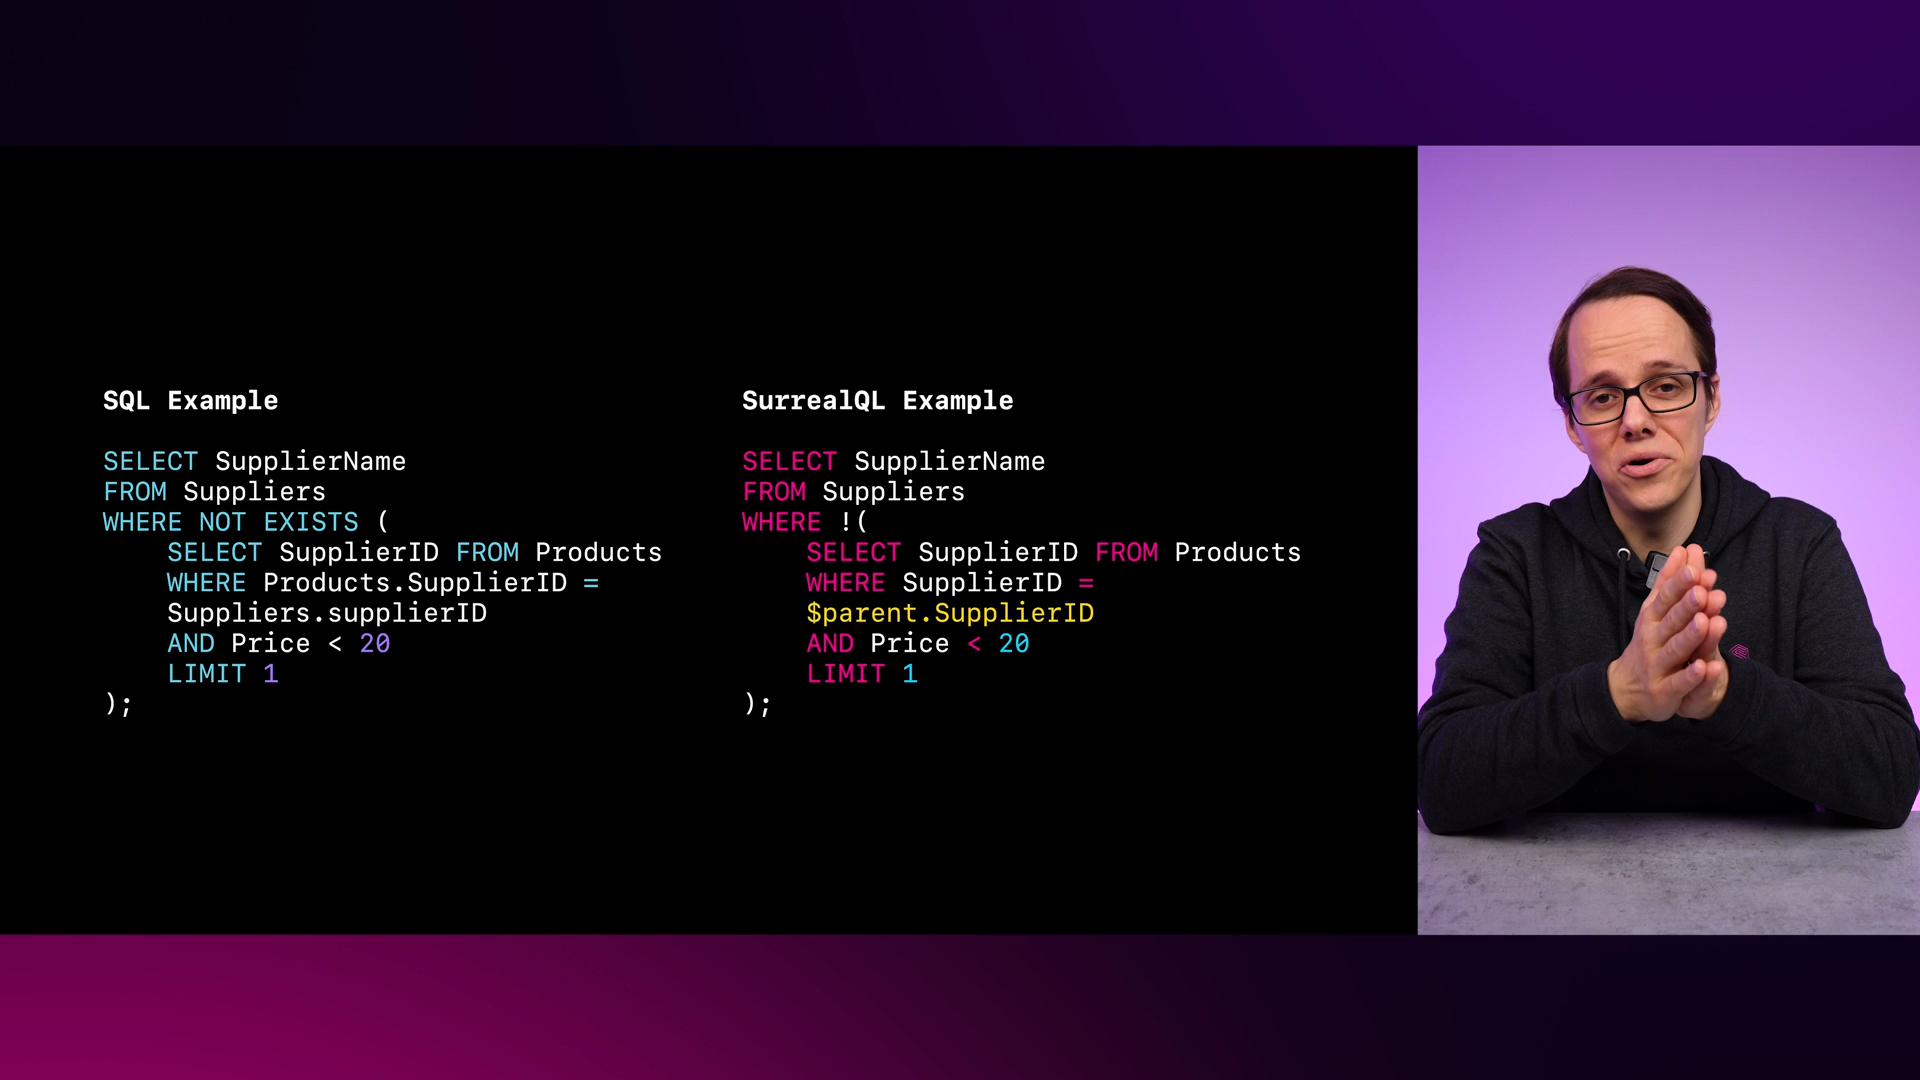 SQL Example
SELECT SupplierName
FROM Suppliers
WHERE NOT EXISTS (
SELECT SupplierID FROM Products
WHERE Products.SupplierID =
Suppliers.supplierID
AND Price < 20
LIMIT 1
);
SurrealQL Example
SELECT SupplierName
FROM Suppliers
WHERE !(
SELECT SupplierID FROM Products
WHERE SupplierID =
$parent.SupplierID
AND Price < 20
LIMIT 1
);